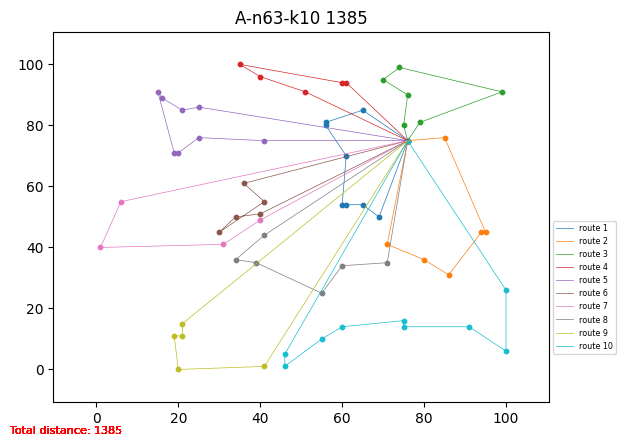 A-n63-k10 1385
100
80
60
40
20
0
0 20 40 60 80 100
route 1
route 2
route 3
route 4
route 5
route 6
route 7
route 8
route 9
route 10
Total distance: 1385